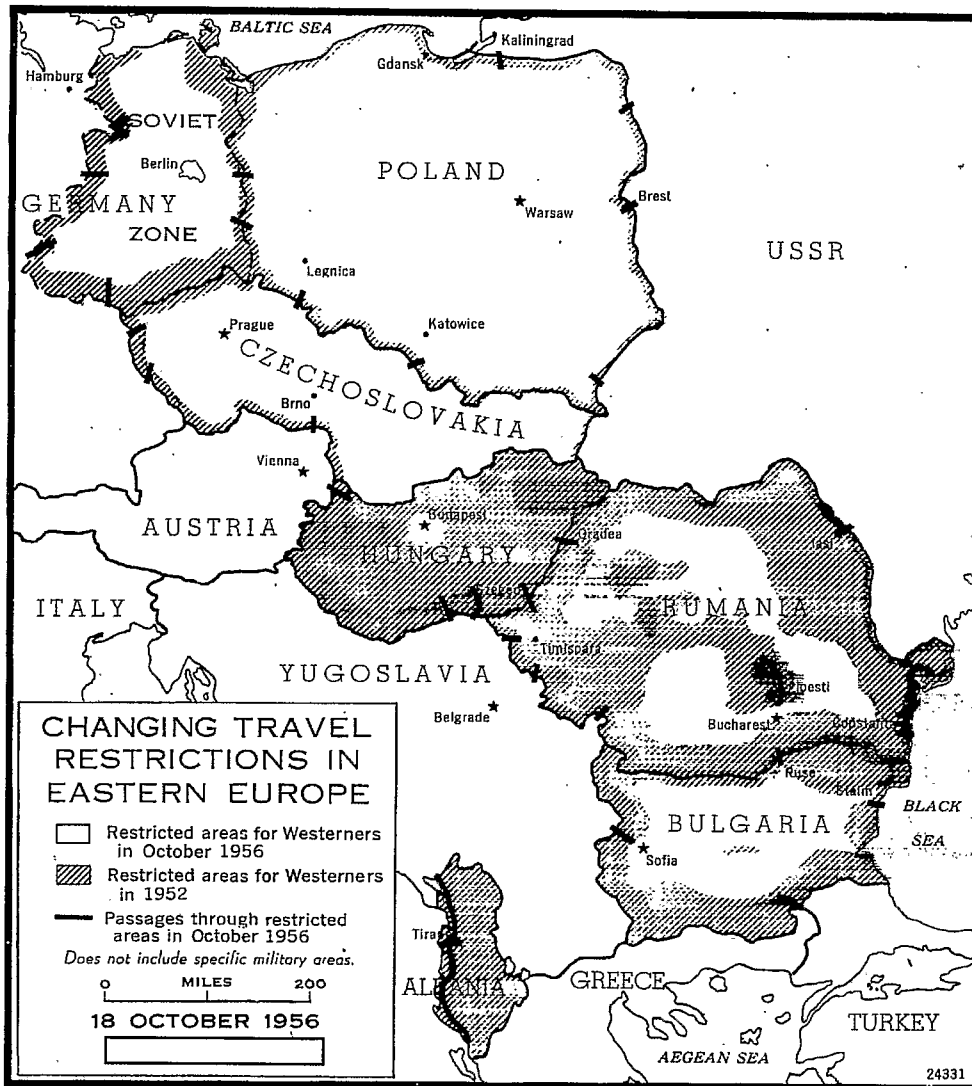 BALTIC SEA
Kaliningrad
Gdansk
Hamburg
SOVIET
Berlin
POLAND
GERMANY
Warsaw
Brest
ZONE
USSR
Legnica
Prague
Katowice
CZECHOSLOVAKIA
Brno
Vienna
AUSTRIA
Budapest
HUNGARY
Oradea
Iasi
ITALY
Szeged
RUMANIA
Timisoara
YUGOSLAVIA
Ploesti
Belgrade
Bucharest
Constanta
Ruse
Stalin
BULGARIA
BLACK
SEA
Sofia
CHANGING TRAVEL
RESTRICTIONS IN
EASTERN EUROPE
Restricted areas for Westerners
in October 1956
Restricted areas for Westerners
in 1952
Passages through restricted
areas in October 1956
Does not include specific military areas.
0 MILES 200
18 OCTOBER 1956
ALBANIA
GREECE
TURKEY
AEGEAN SEA
24331